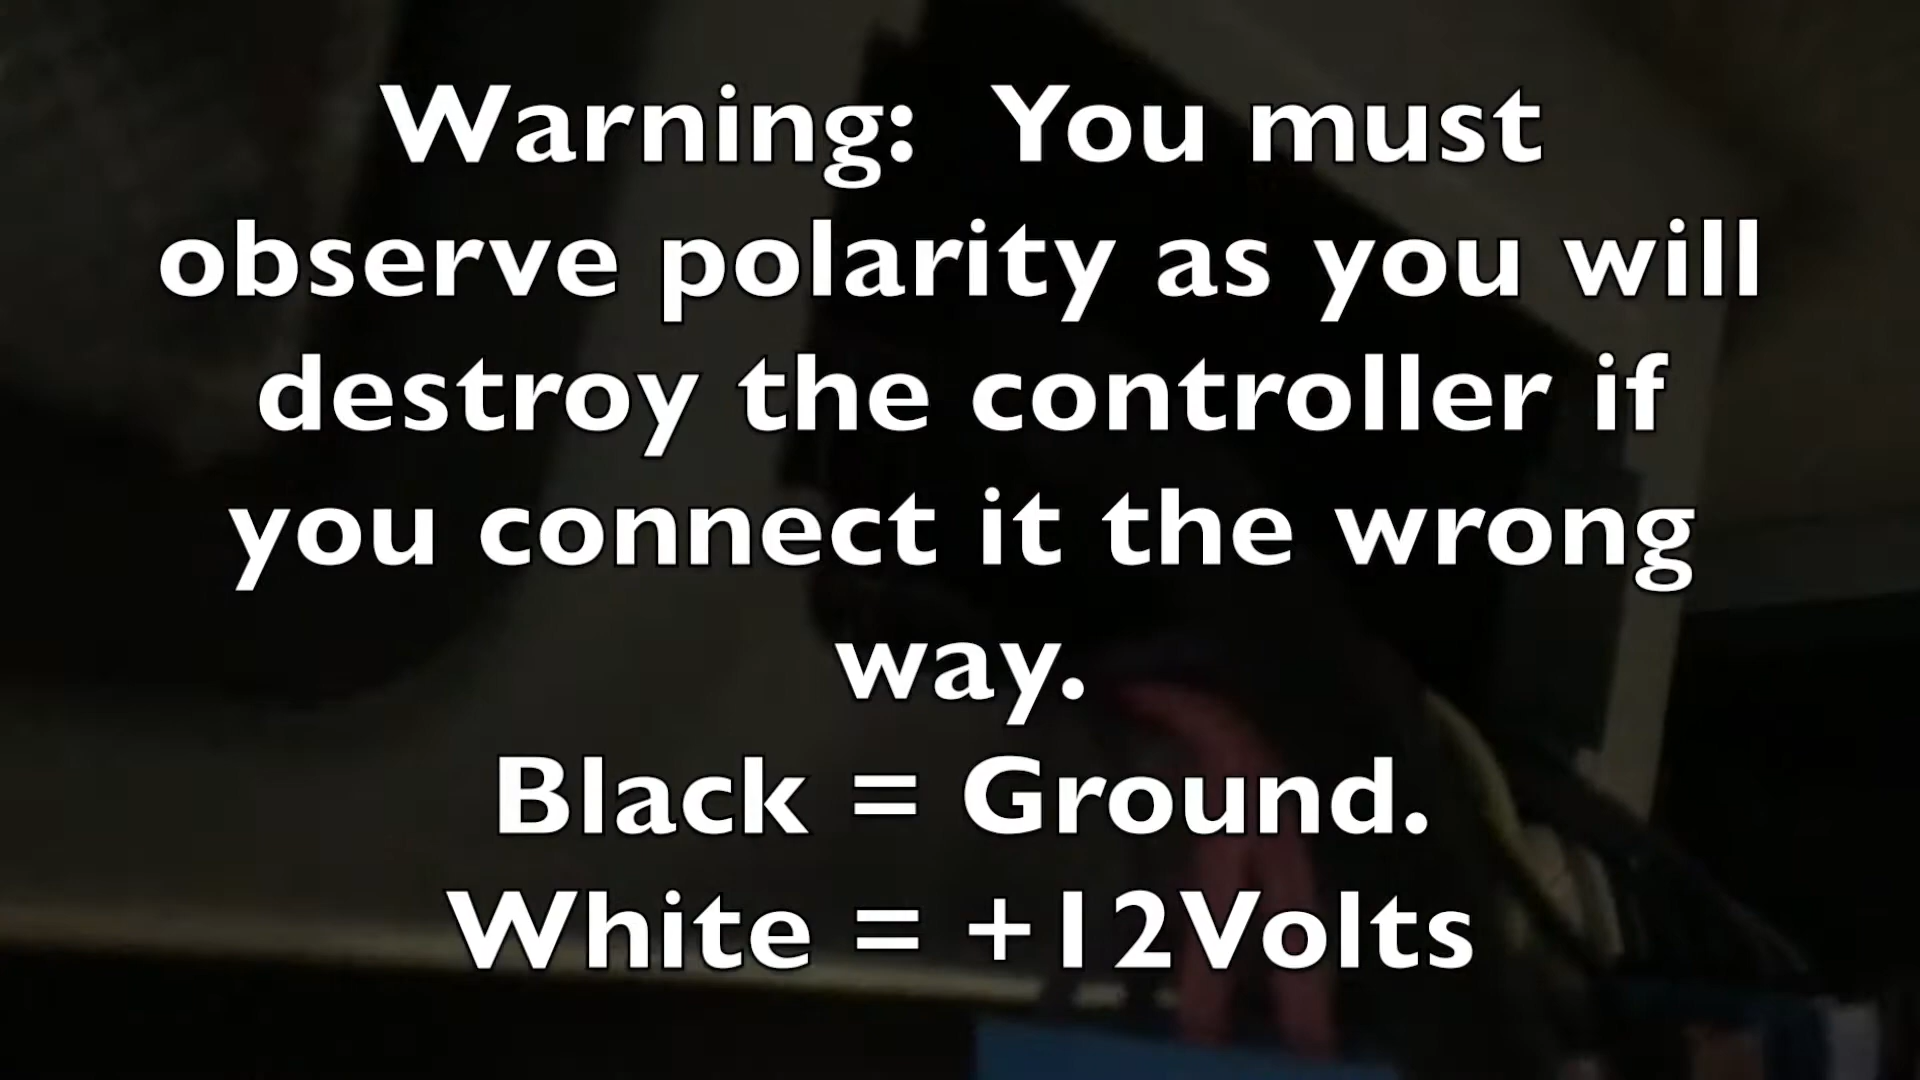 Warning:  You must
observe polarity as you will
destroy the controller if
you connect it the wrong
way.
Black = Ground.
White = +12Volts